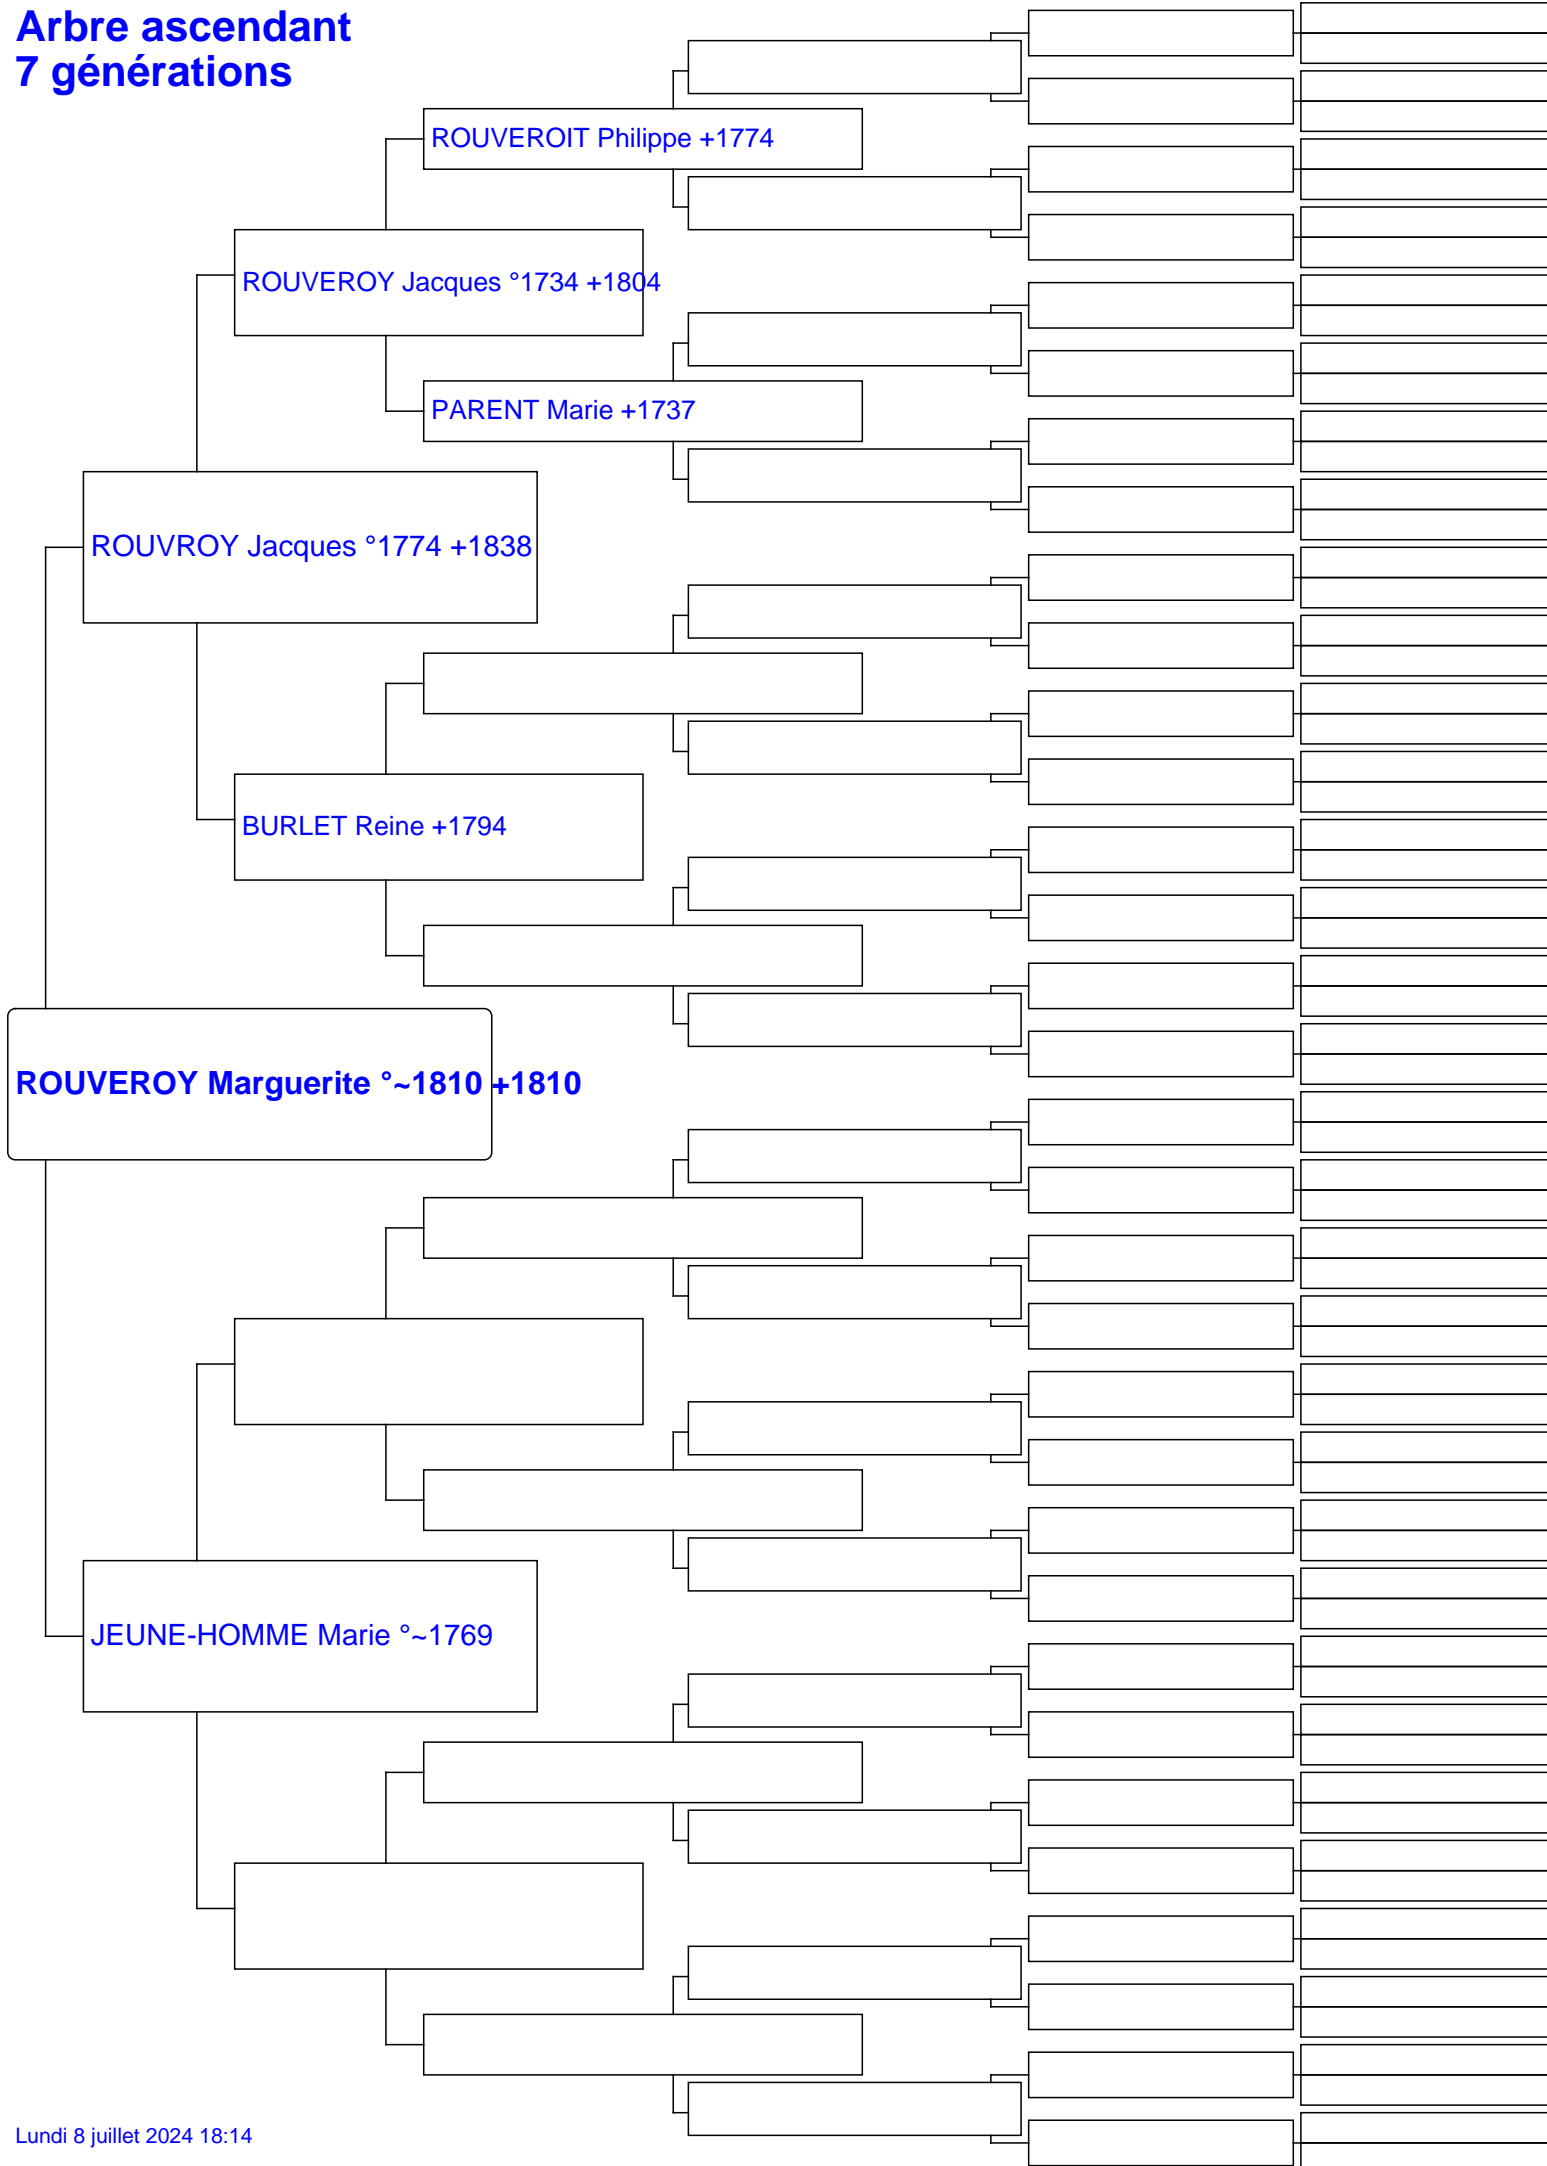 Arbre ascendant
7 générations
ROUVEROIT Philippe +1774
ROUVEROY Jacques °1734 +1804
PARENT Marie +1737
ROUVROY Jacques °1774 +1838
BURLET Reine +1794
ROUVEROY Marguerite °~1810 +1810
JEUNE-HOMME Marie °~1769
Lundi 8 juillet 2024 18:14